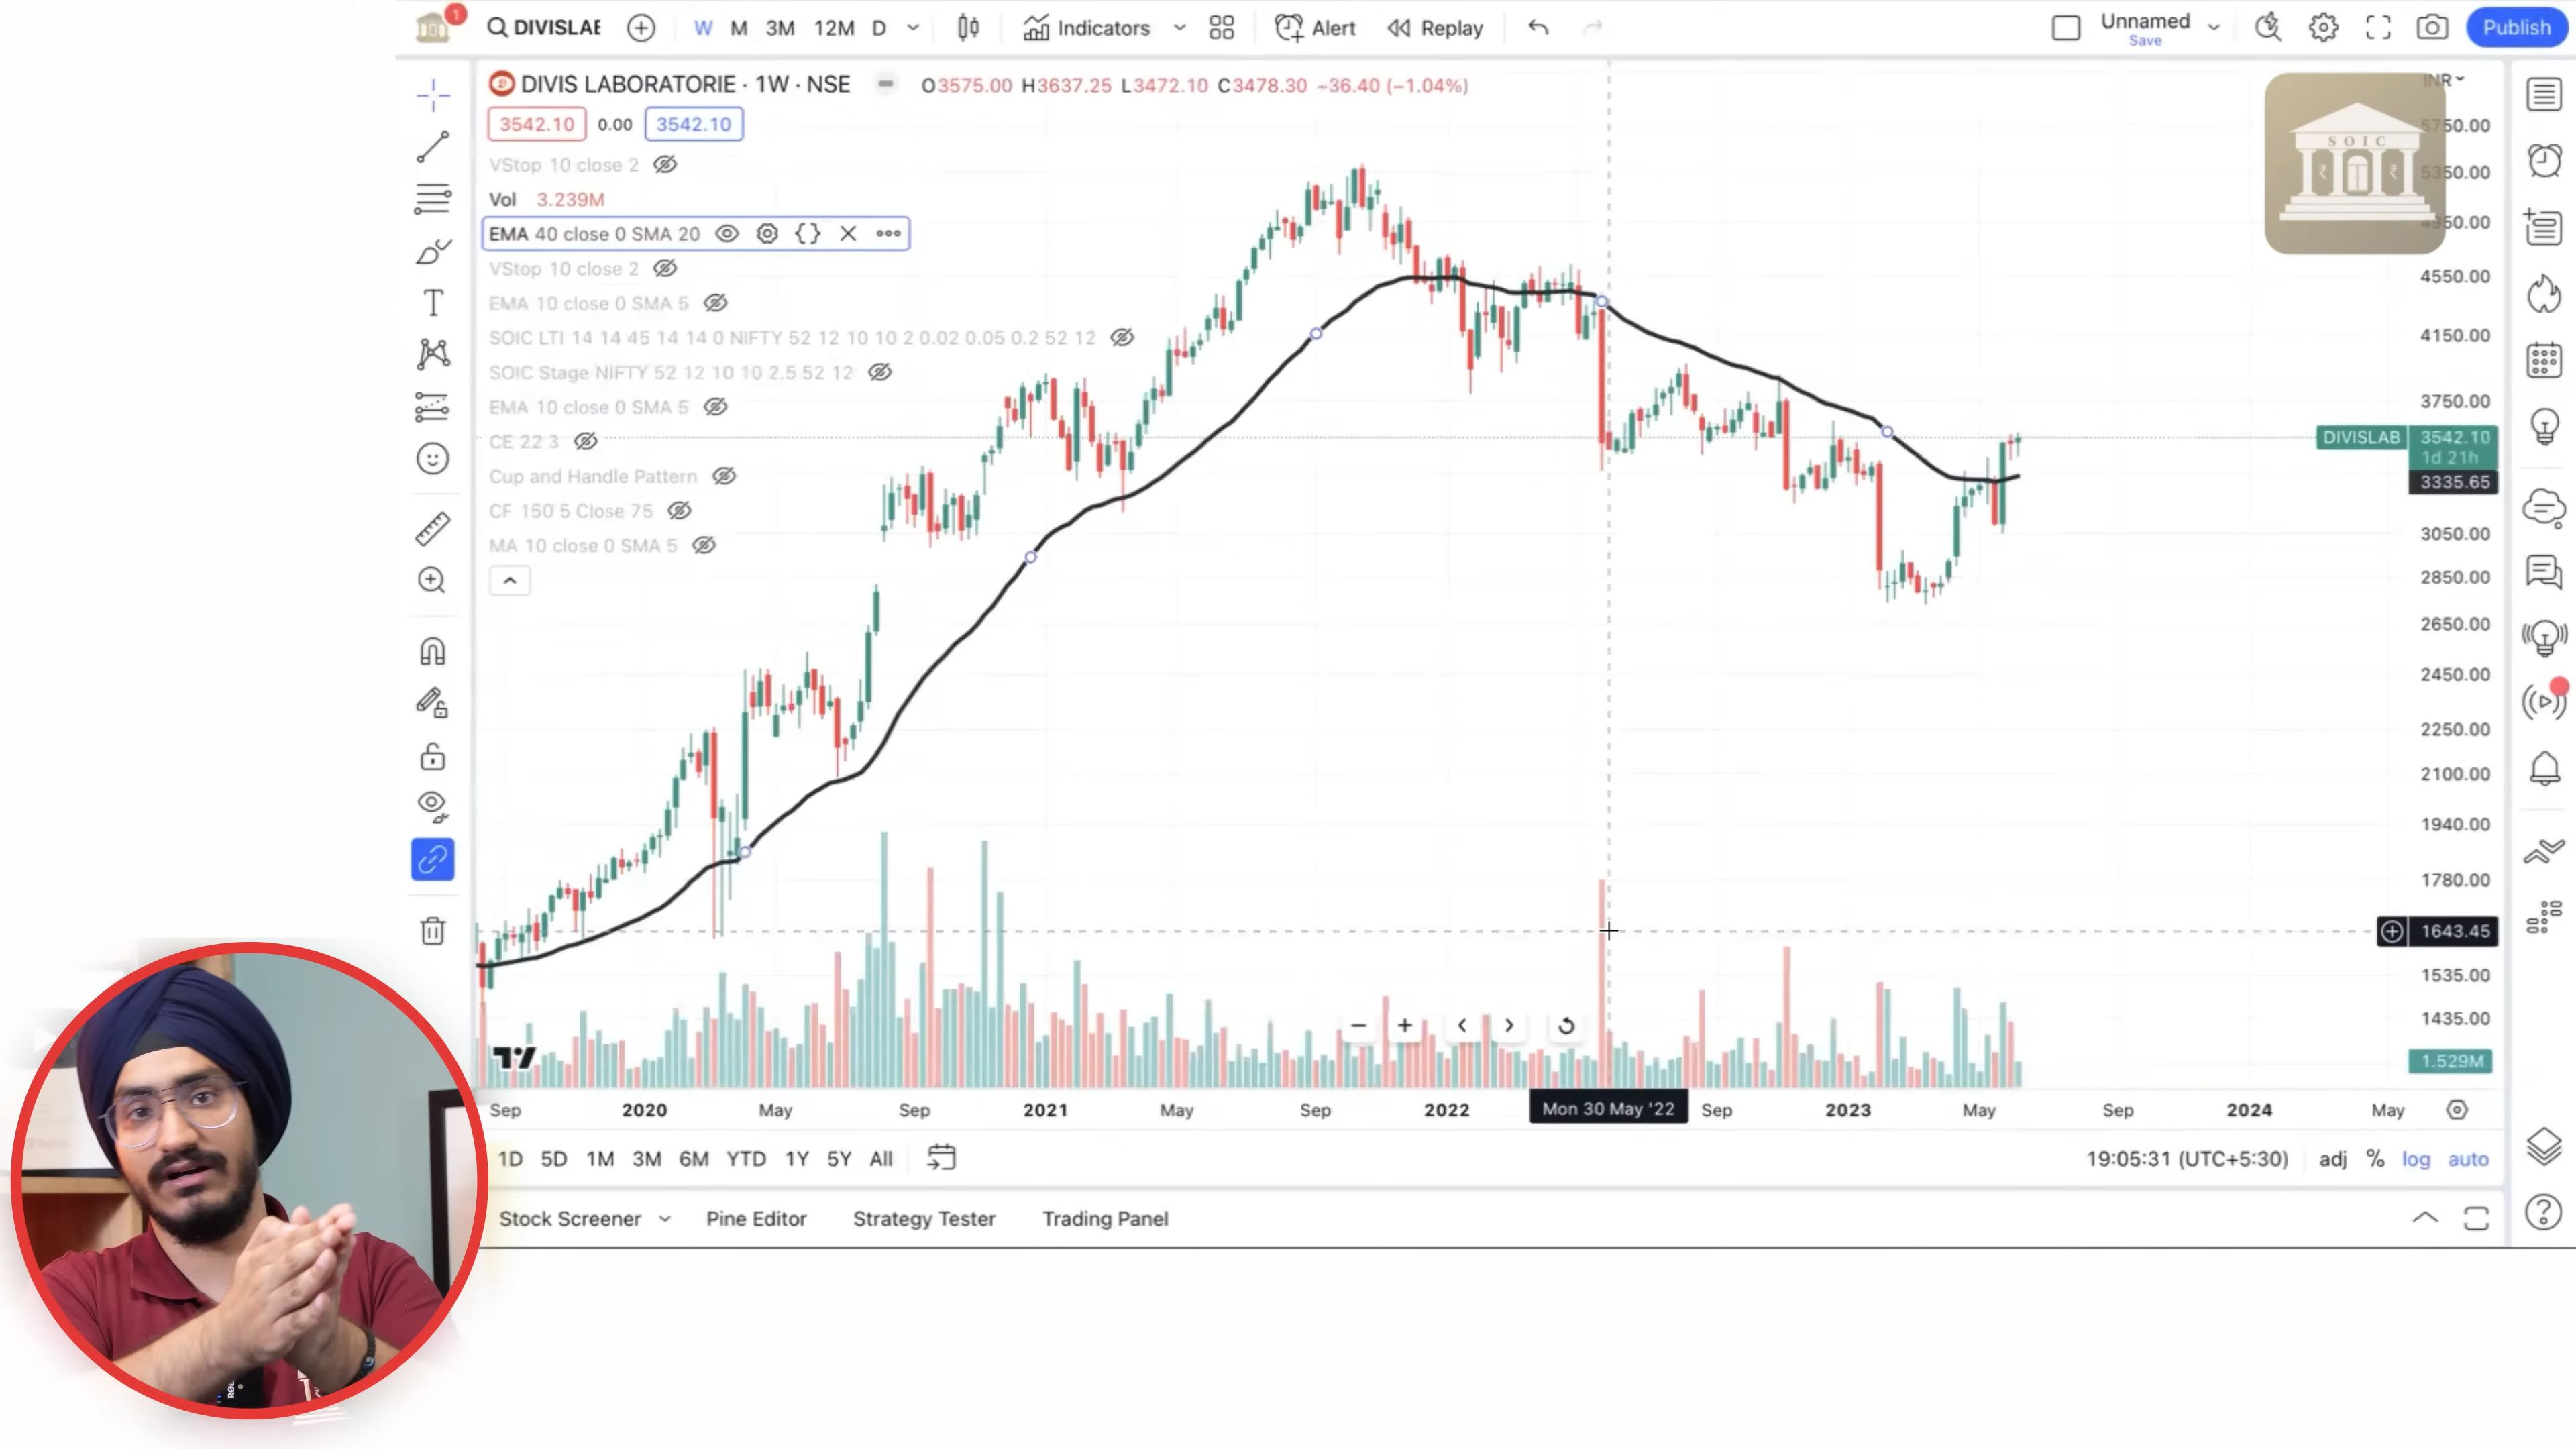 1
DIVISLAB
W M 3M 12M D
Indicators
Alert
Replay
Unnamed
Save
Publish
DIVIS LABORATORIE · 1W · NSE
O3575.00 H3637.25 L3472.10 C3478.30 −36.40 (−1.04%)
INR
3542.10 0.00 3542.10
VStop 10 close 2
Vol 3.239M
EMA 40 close 0 SMA 20
VStop 10 close 2
EMA 10 close 0 SMA 5
SOIC LTI 14 14 45 14 14 0 NIFTY 52 12 10 10 2 0.02 0.05 0.2 52 12
SOIC Stage NIFTY 52 12 10 10 2.5 52 12
EMA 10 close 0 SMA 5
CE 22 3
Cup and Handle Pattern
CF 150 5 Close 75
MA 10 close 0 SMA 5
SOIC
₹ ₹
5750.00
5350.00
4950.00
4550.00
4150.00
3750.00
DIVISLAB 3542.10
1d 21h
3335.65
3050.00
2850.00
2650.00
2450.00
2250.00
2100.00
1940.00
1780.00
1643.45
1535.00
1435.00
1.529M
Sep 2020 May Sep 2021 May Sep 2022 Mon 30 May '22 Sep 2023 May Sep 2024 May
1D 5D 1M 3M 6M YTD 1Y 5Y All
19:05:31 (UTC+5:30) adj % log auto
Stock Screener Pine Editor Strategy Tester Trading Panel